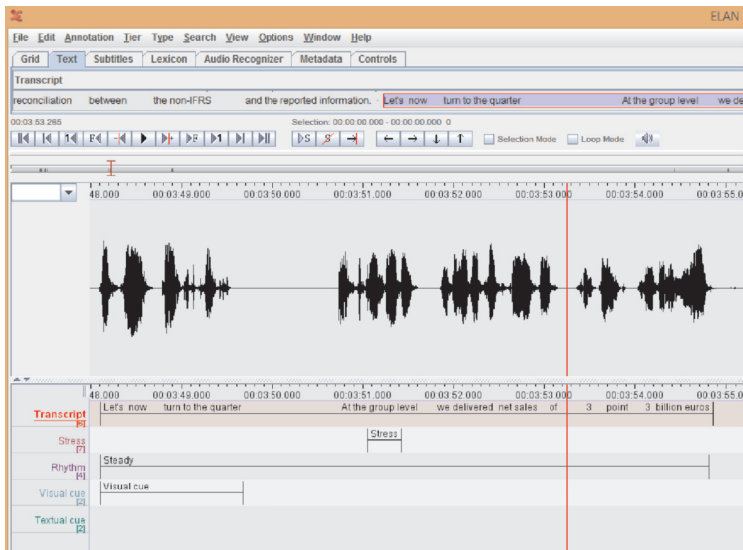 ELAN
File Edit Annotation Tier Type Search View Options Window Help
Grid Text Subtitles Lexicon Audio Recognizer Metadata Controls
Transcript
reconciliation between the non-IFRS and the reported information. · Let's now turn to the quarter At the group level we de
00:03:53.265 Selection: 00:00:00.000 - 00:00:00.000 0
Selection Mode Loop Mode
48.000 00:03:49.000 00:03:50.000 00:03:51.000 00:03:52.000 00:03:53.000 00:03:54.000 00:03:55.0
48.000 00:03:49.000 00:03:50.000 00:03:51.000 00:03:52.000 00:03:53.000 00:03:54.000 00:03:55.0
Transcript Let's now turn to the quarter At the group level we delivered net sales of 3 point 3 billion euros
[6]
Stress Stress
[7]
Rhythm Steady
[4]
Visual cue Visual cue
[2]
Textual cue
[2]